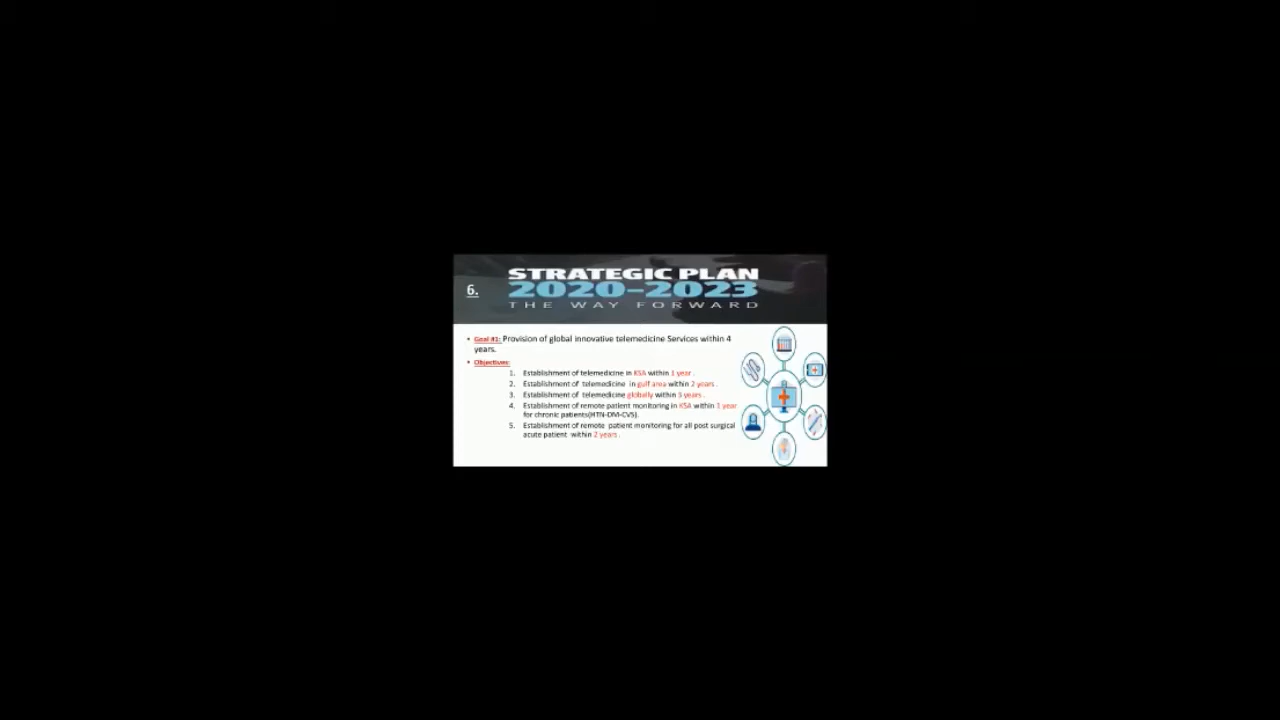 STRATEGIC PLAN
6.
2020-2023
THE WAY FORWARD
• Goal #1: Provision of global innovative telemedicine Services within 4
years.
• Objectives:
1. Establishment of telemedicine in KSA within 1 year .
2. Establishment of telemedicine in gulf area within 2 years .
3. Establishment of telemedicine globally within 3 years .
4. Establishment of remote patient monitoring in KSA within 1 year
for chronic patients(HTN-DM-CVS).
5. Establishment of remote patient monitoring for all post surgical
acute patient within 2 years .